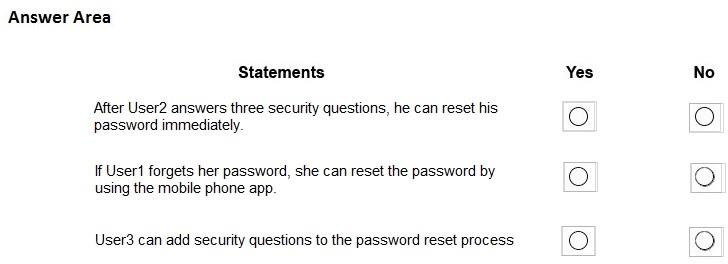 Answer Area
Statements Yes No
After User2 answers three security questions, he can reset his
password immediately.
If User1 forgets her password, she can reset the password by
using the mobile phone app.
User3 can add security questions to the password reset process